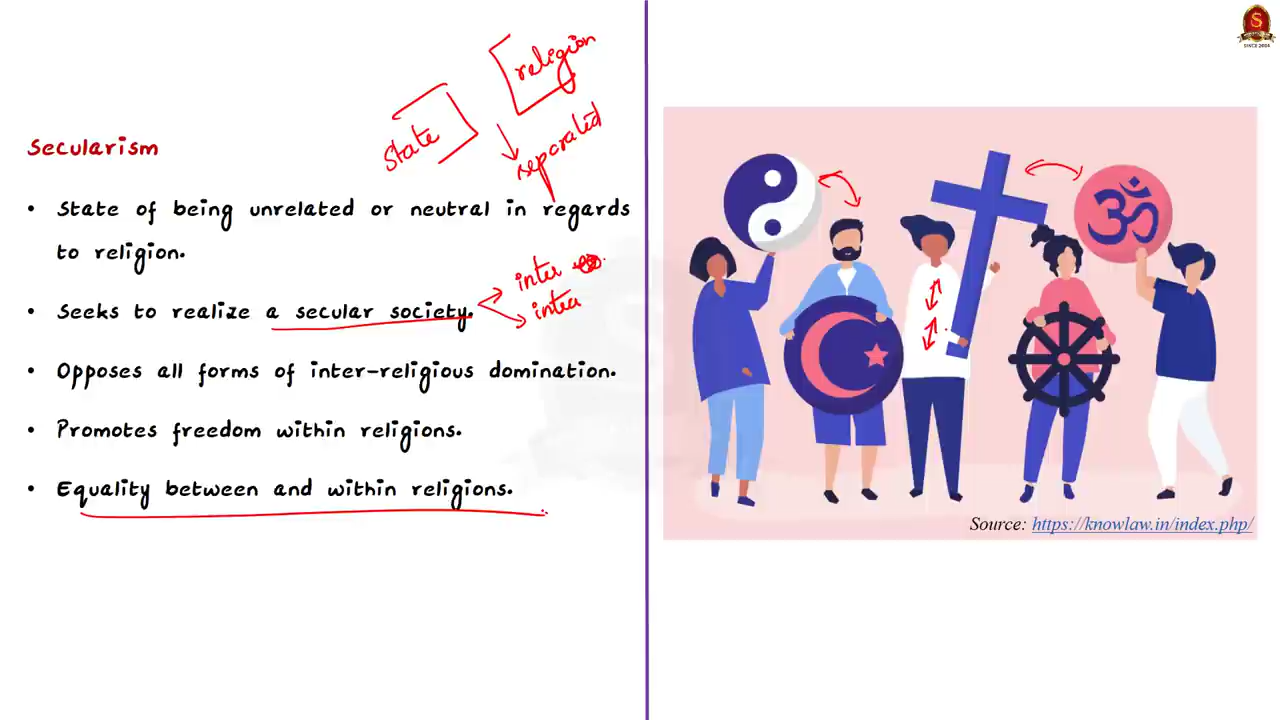 religion
state
separated
Secularism
• State of being unrelated or neutral in regards
to religion.
inter
• Seeks to realize a secular society.
intra
• Opposes all forms of inter-religious domination.
• Promotes freedom within religions.
• Equality between and within religions.
S
SINCE 2004
Source: https://knowlaw.in/index.php/